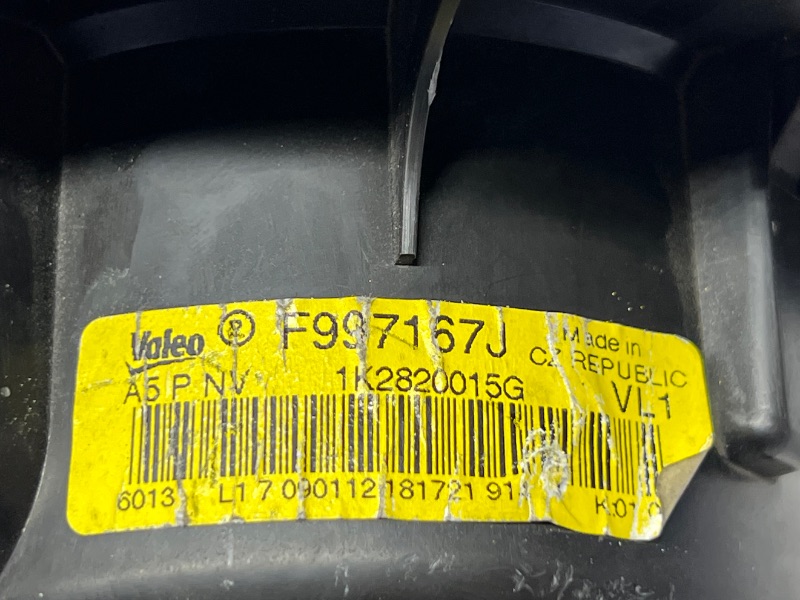 Valeo F997167J Made in
CZ REPUBLIC
A5 P NV 1K2820015G VL1
6013 L1 7 090112 181721 91